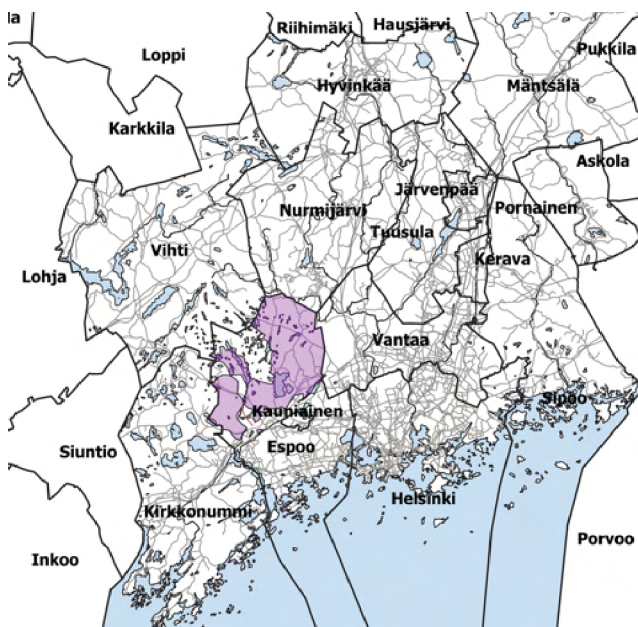 la
Riihimäki
Hausjärvi
Pukkila
Loppi
Hyvinkää
Mäntsälä
Karkkila
Askola
Järvenpää
Nurmijärvi
Pornainen
Tuusula
Vihti
Kerava
Lohja
Vantaa
Sipoo
Kauniainen
Espoo
Siuntio
Helsinki
Kirkkonummi
Porvoo
Inkoo